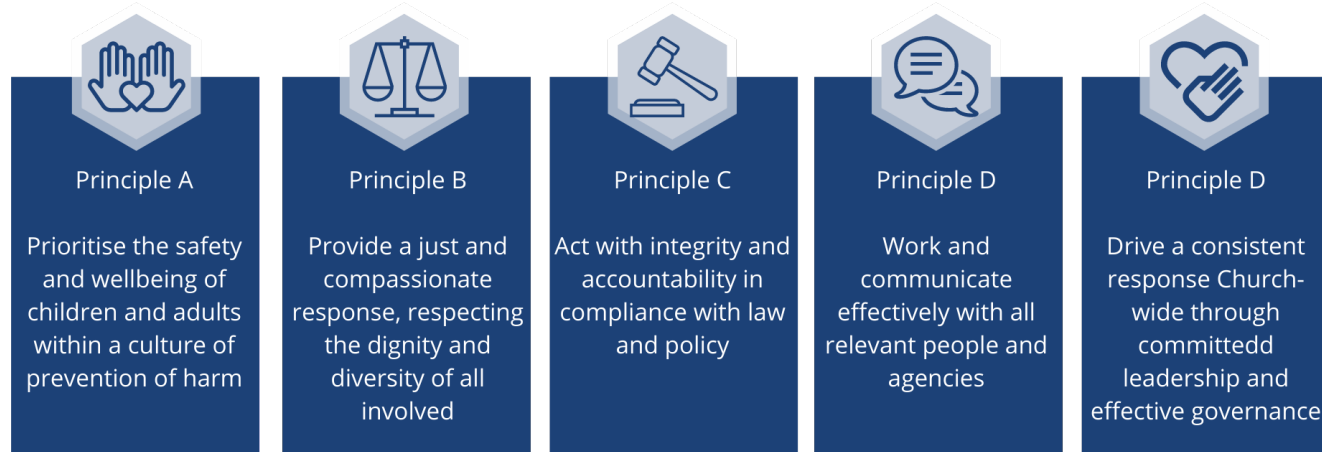 Principle A
Prioritise the safety
and wellbeing of
children and adults
within a culture of
prevention of harm
Principle B
Provide a just and
compassionate
response, respecting
the dignity and
diversity of all
involved
Principle C
Act with integrity and
accountability in
compliance with law
and policy
Principle D
Work and
communicate
effectively with all
relevant people and
agencies
Principle D
Drive a consistent
response Church-
wide through
committedd
leadership and
effective governance